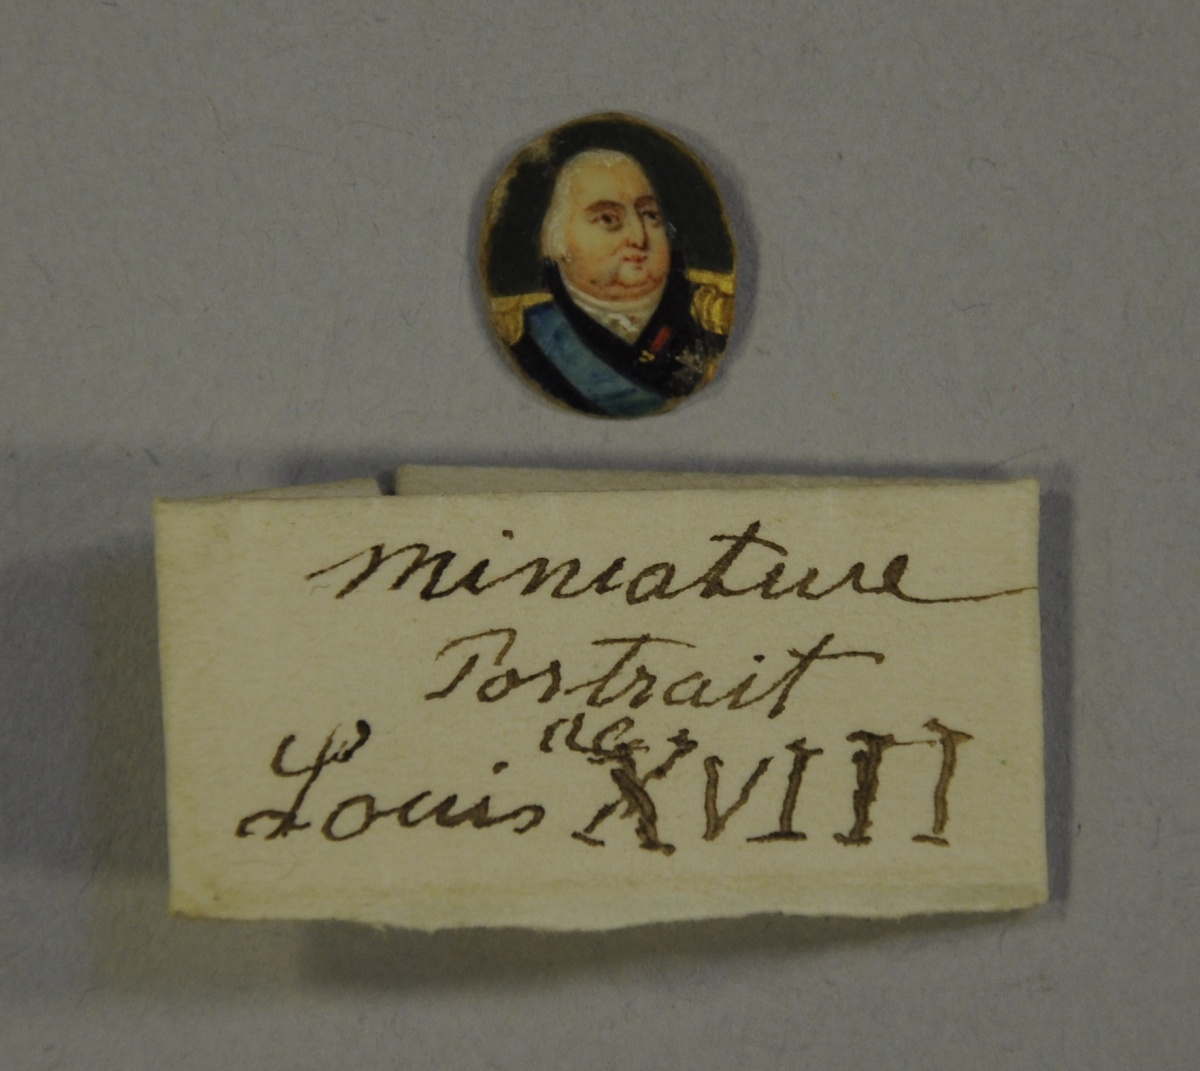 miniature
Portrait
de
Louis XVIII